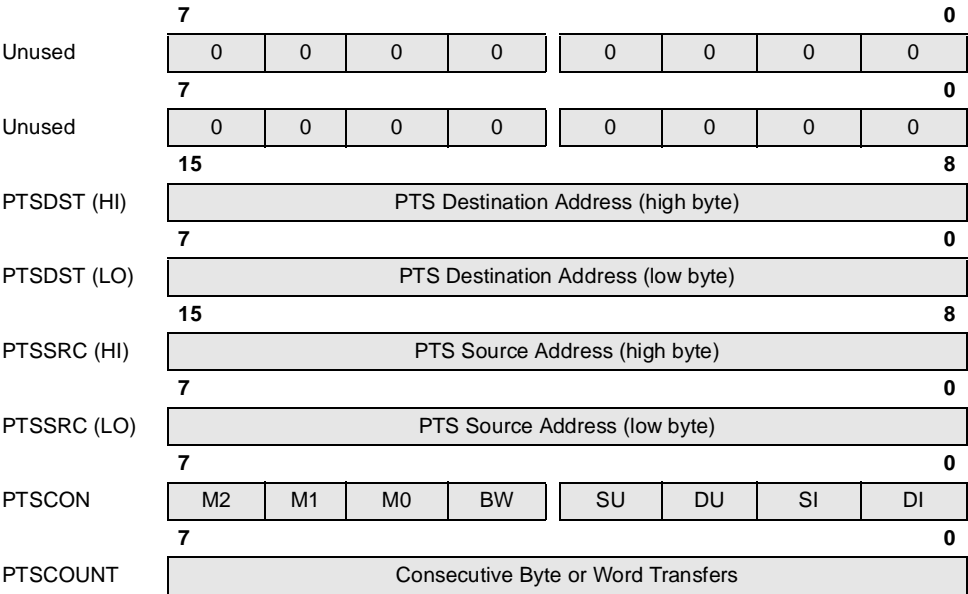 7 0
Unused 0 0 0 0 0 0 0 0
7 0
Unused 0 0 0 0 0 0 0 0
15 8
PTSDST (HI) PTS Destination Address (high byte)
7 0
PTSDST (LO) PTS Destination Address (low byte)
15 8
PTSSRC (HI) PTS Source Address (high byte)
7 0
PTSSRC (LO) PTS Source Address (low byte)
7 0
PTSCON M2 M1 M0 BW SU DU SI DI
7 0
PTSCOUNT Consecutive Byte or Word Transfers